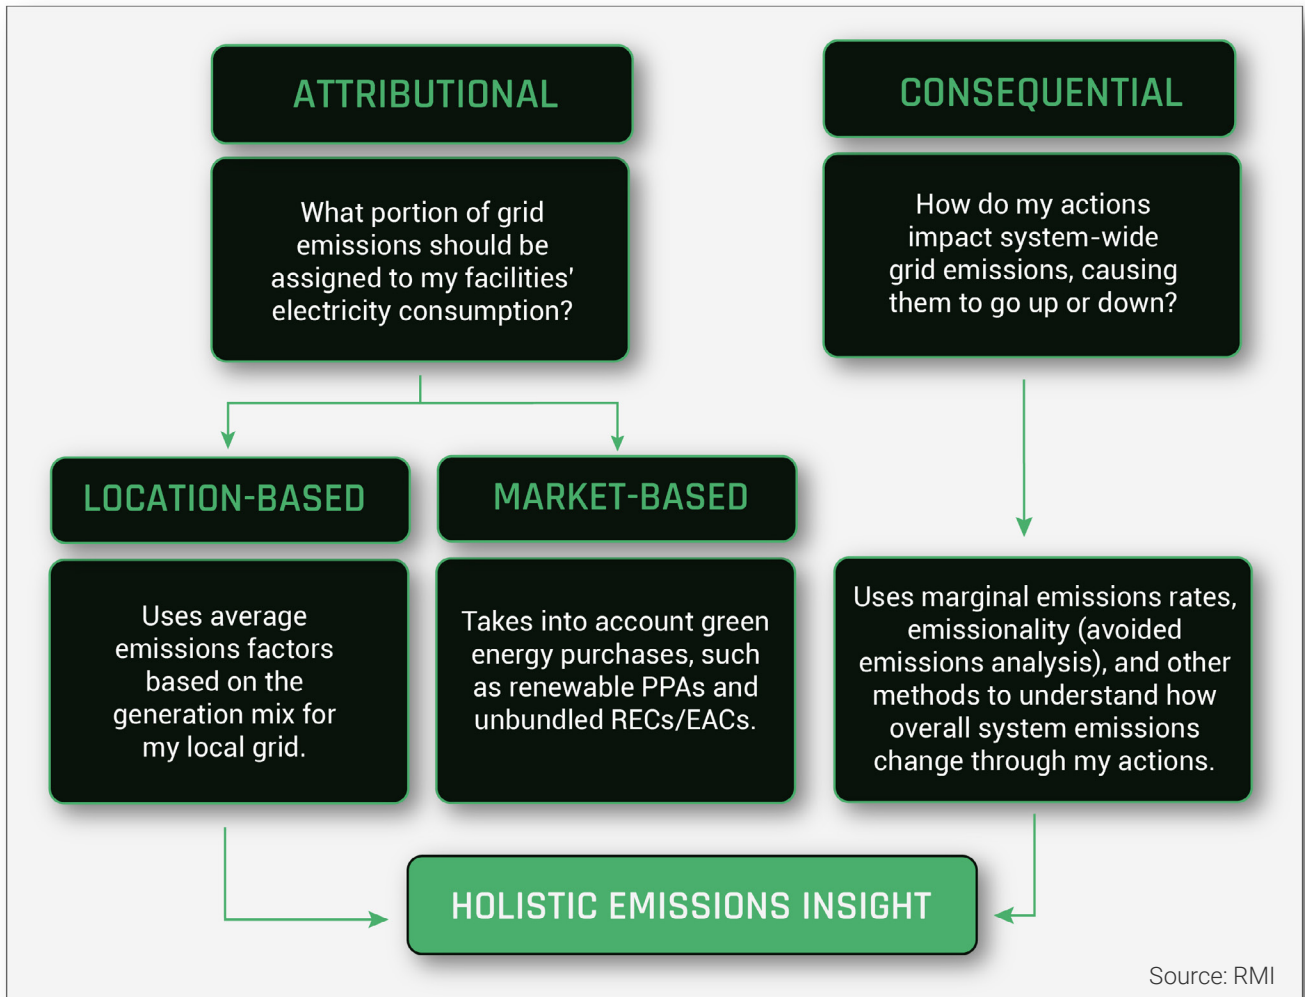 ATTRIBUTIONAL
What portion of grid
emissions should be
assigned to my facilities'
electricity consumption?
CONSEQUENTIAL
How do my actions
impact system-wide
grid emissions, causing
them to go up or down?
LOCATION-BASED
Uses average
emissions factors
based on the
generation mix for
my local grid.
MARKET-BASED
Takes into account green
energy purchases, such
as renewable PPAs and
unbundled RECs/EACs.
Uses marginal emissions rates,
emissionality (avoided
emissions analysis), and other
methods to understand how
overall system emissions
change through my actions.
HOLISTIC EMISSIONS INSIGHT
Source: RMI